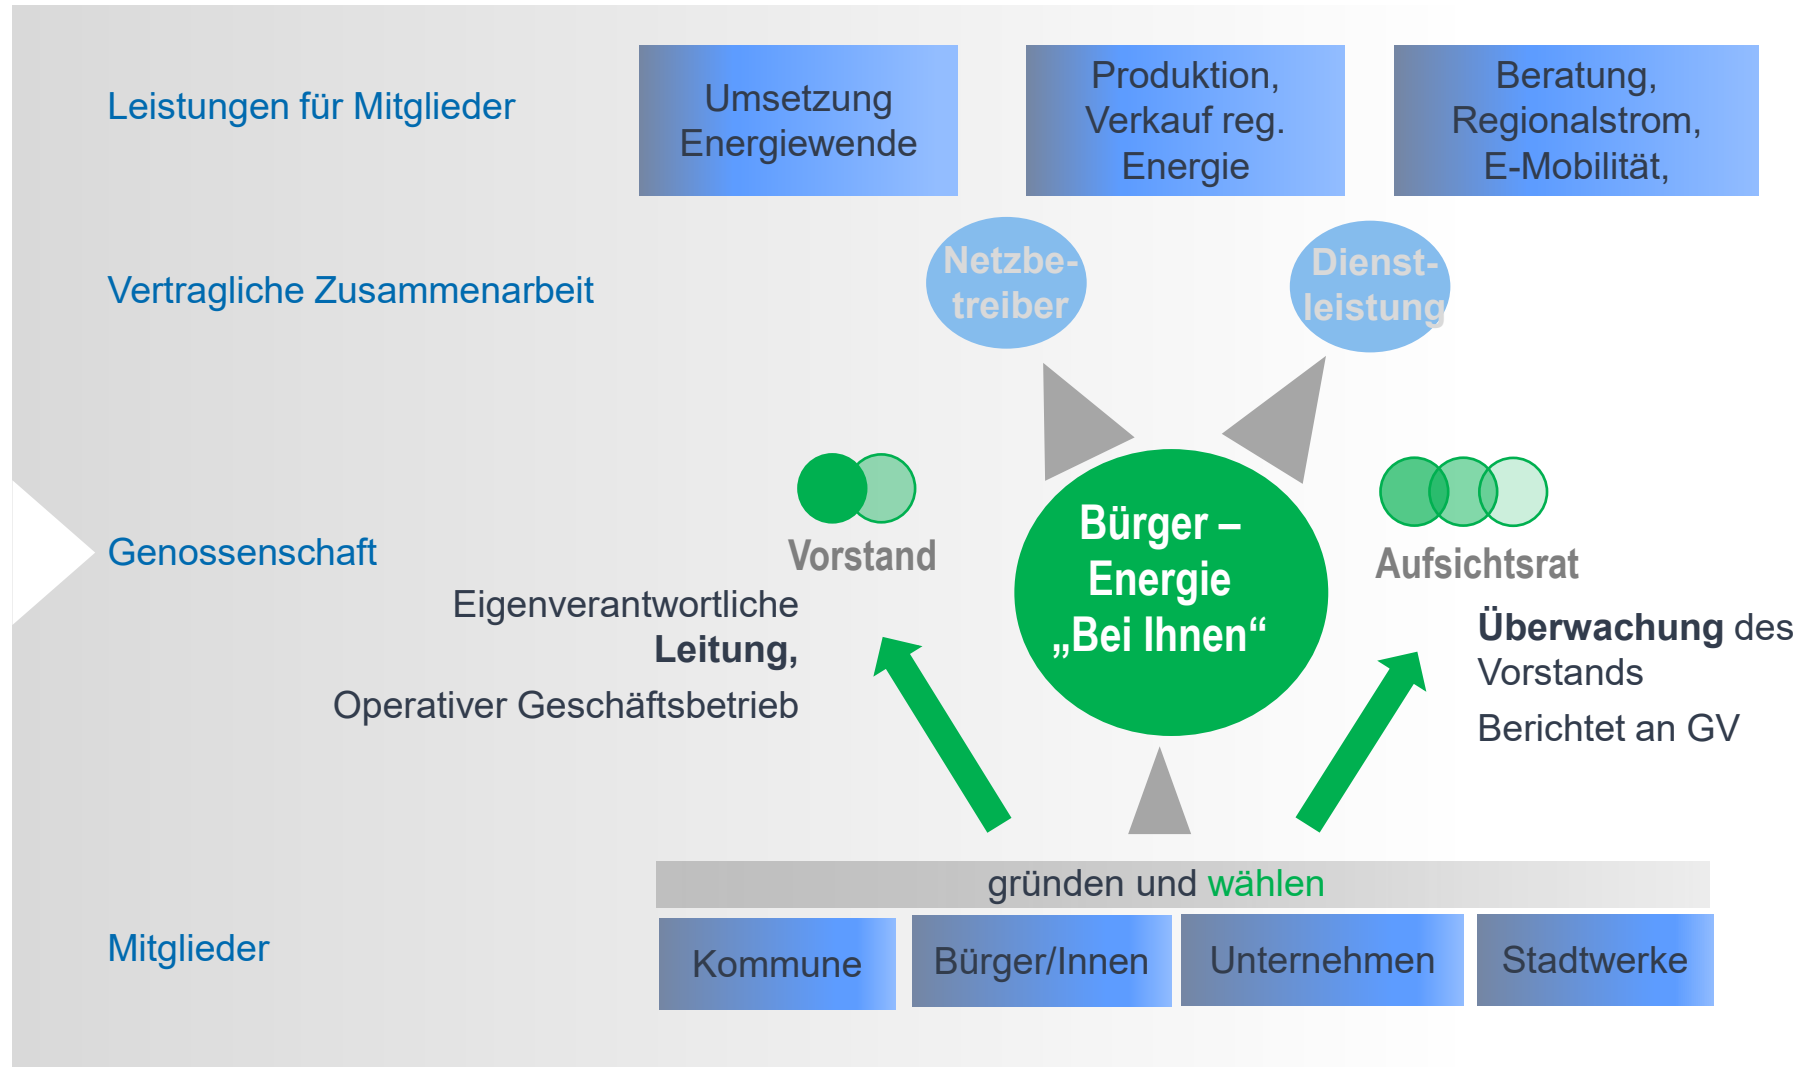 Leistungen für Mitglieder
Umsetzung
Energiewende
Produktion,
Verkauf reg.
Energie
Beratung,
Regionalstrom,
E-Mobilität,
Vertragliche Zusammenarbeit
Netzbe-
treiber
Dienst-
leistung
Genossenschaft
Vorstand
Eigenverantwortliche
Leitung,
Operativer Geschäftsbetrieb
Bürger –
Energie
„Bei Ihnen“
Aufsichtsrat
Überwachung des
Vorstands
Berichtet an GV
gründen und wählen
Mitglieder
Kommune
Bürger/Innen
Unternehmen
Stadtwerke